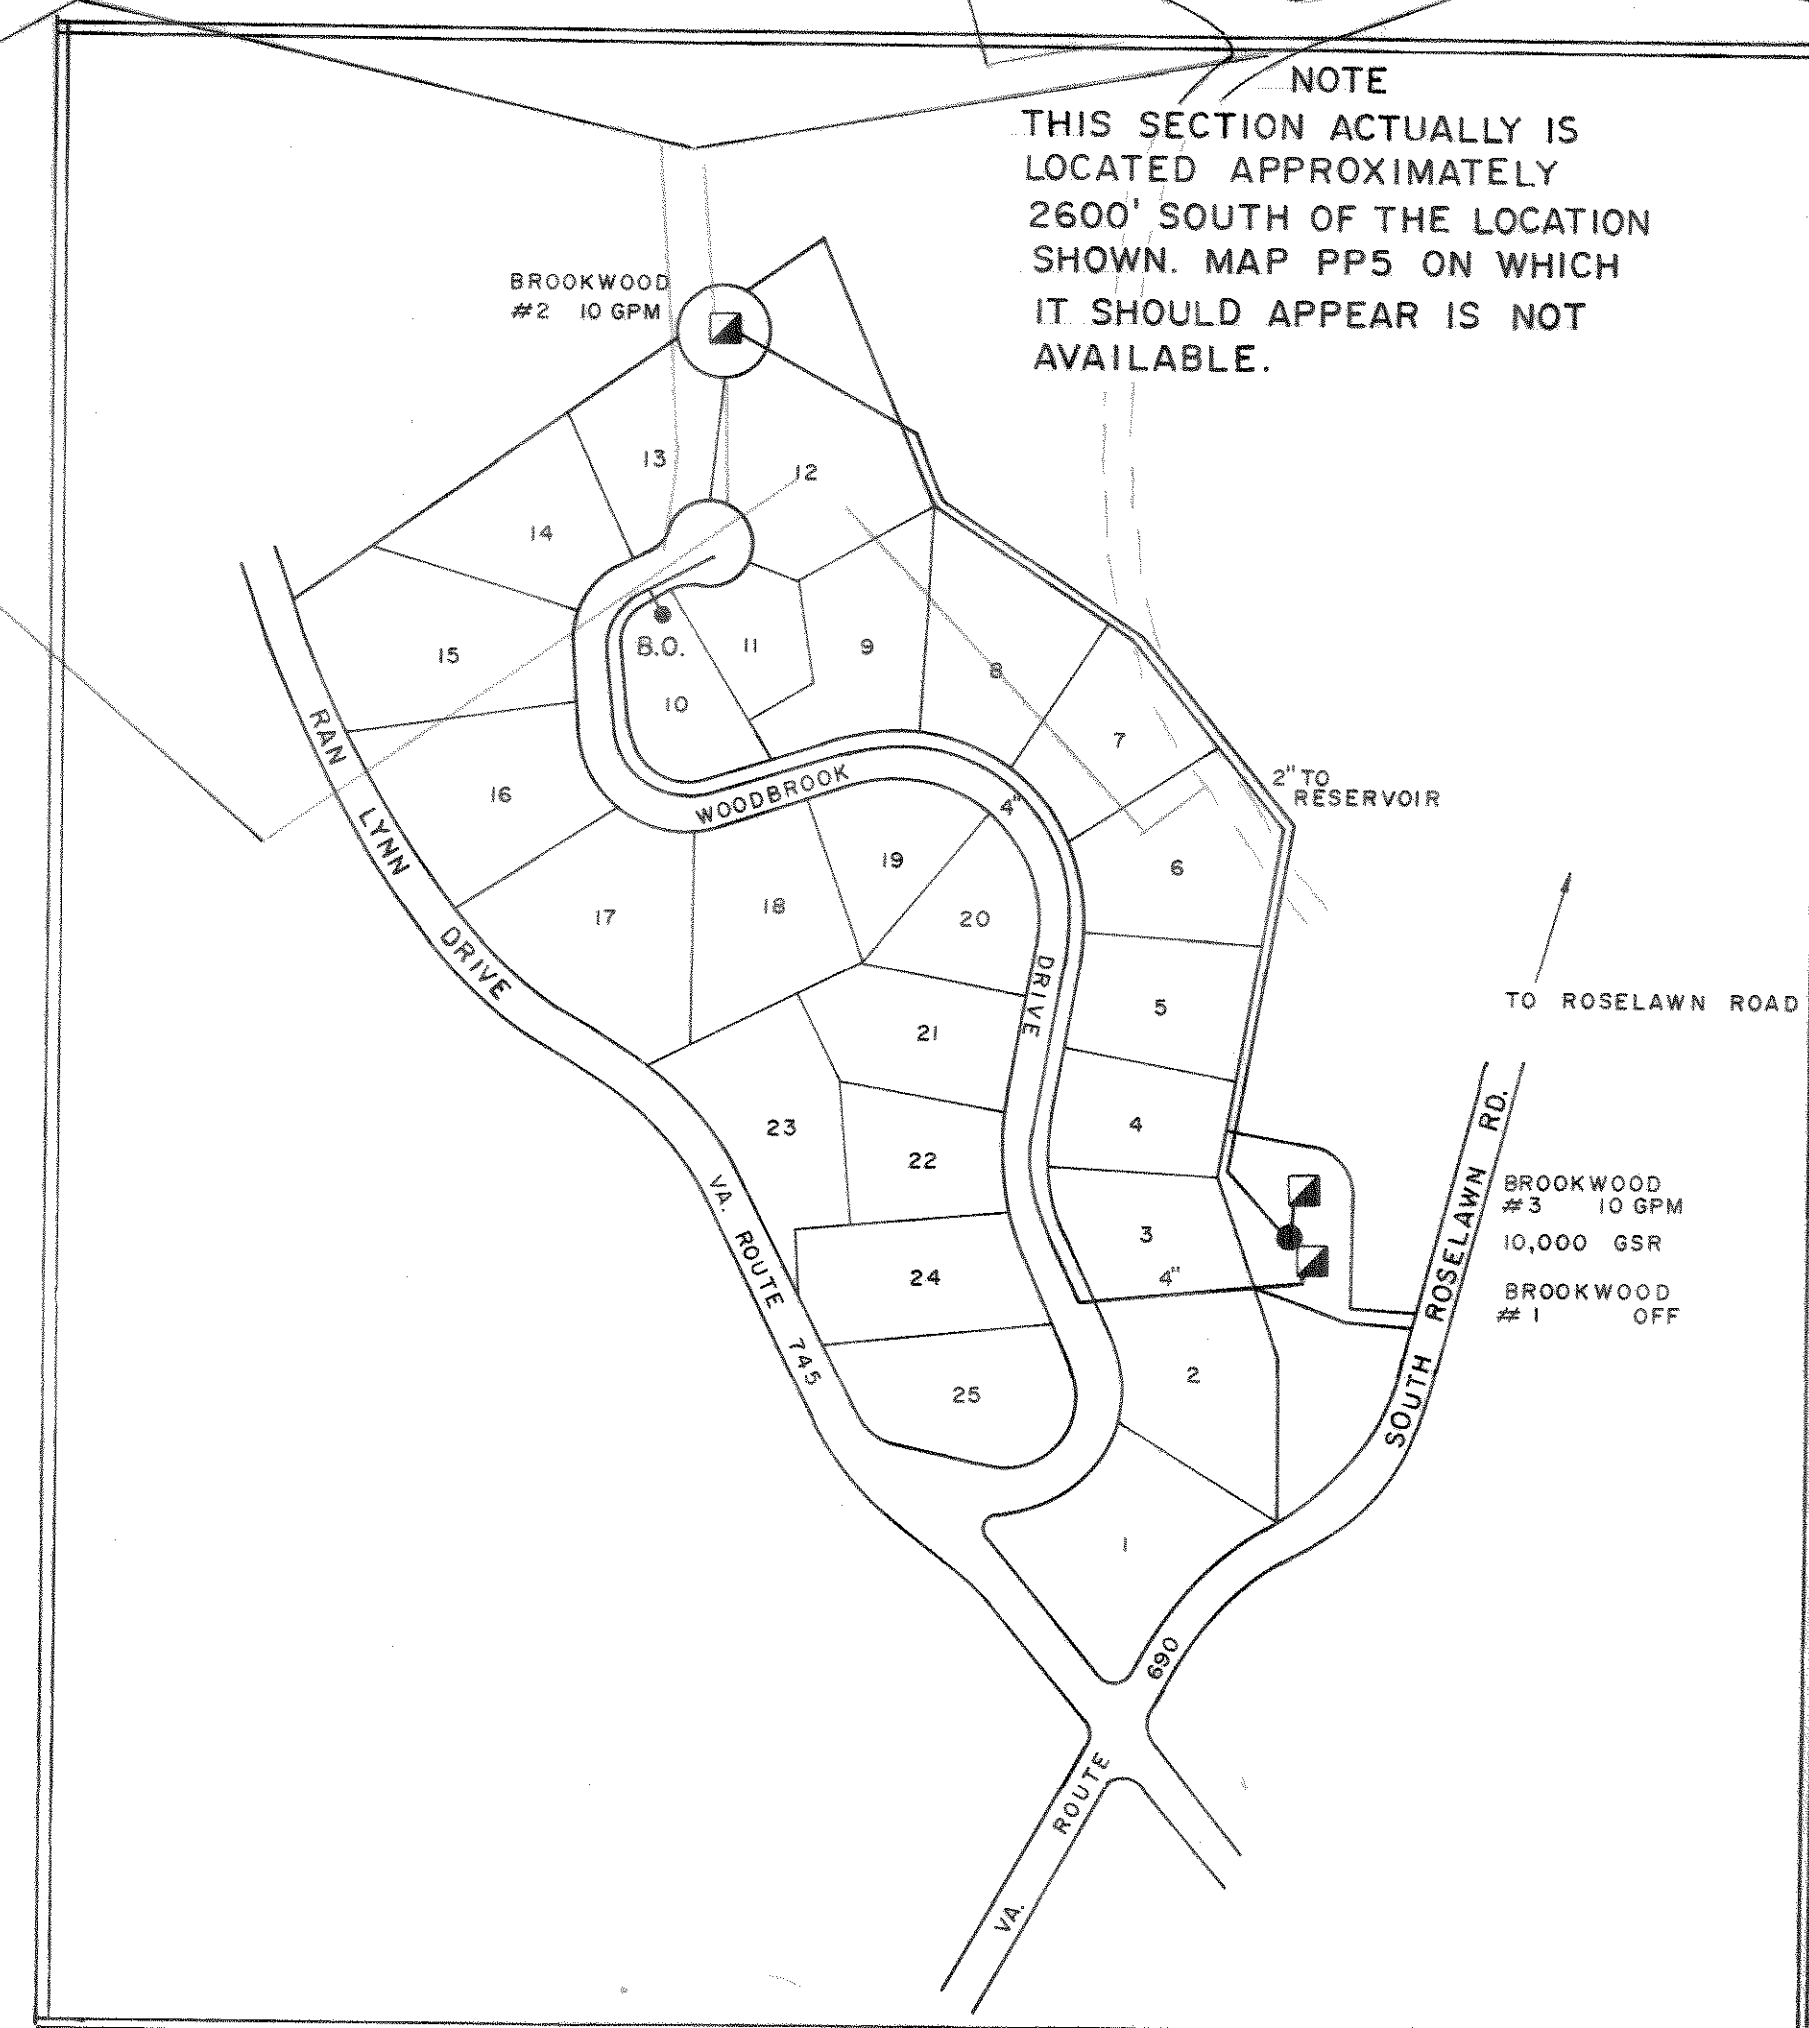 NOTE
THIS SECTION ACTUALLY IS
LOCATED APPROXIMATELY
2600' SOUTH OF THE LOCATION
SHOWN. MAP PP5 ON WHICH
IT SHOULD APPEAR IS NOT
AVAILABLE.
BROOKWOOD
#2 10 GPM
13
12
14
15
B.O.
11
9
8
10
7
16
WOODBROOK
4"
2" TO
RESERVOIR
RAN LYNN DRIVE
19
6
17
18
20
DRIVE
5
TO ROSELAWN ROAD
21
23
4
22
VA. ROUTE 745
SOUTH ROSELAWN RD.
BROOKWOOD
#3 10 GPM
10,000 GSR
BROOKWOOD
#1 OFF
3
4"
24
2
25
1
VA. ROUTE 690